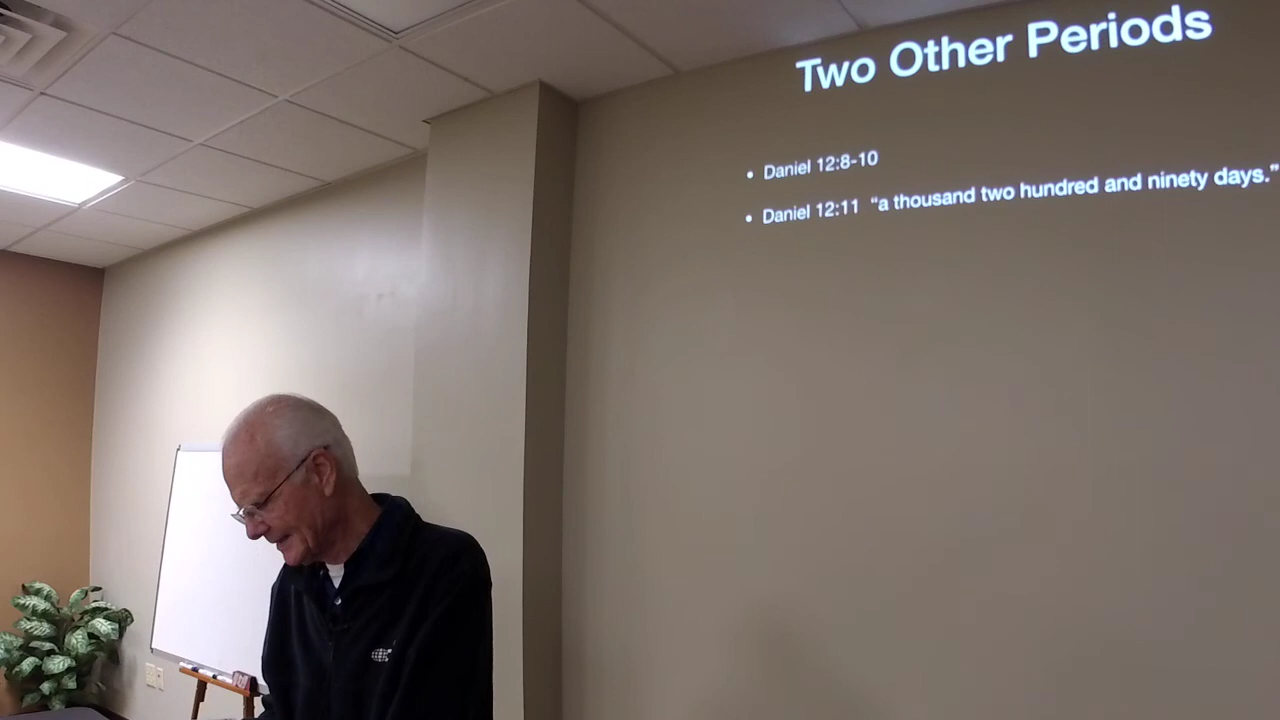 Two Other Periods
• Daniel 12:8-10
• Daniel 12:11 “a thousand two hundred and ninety days.”